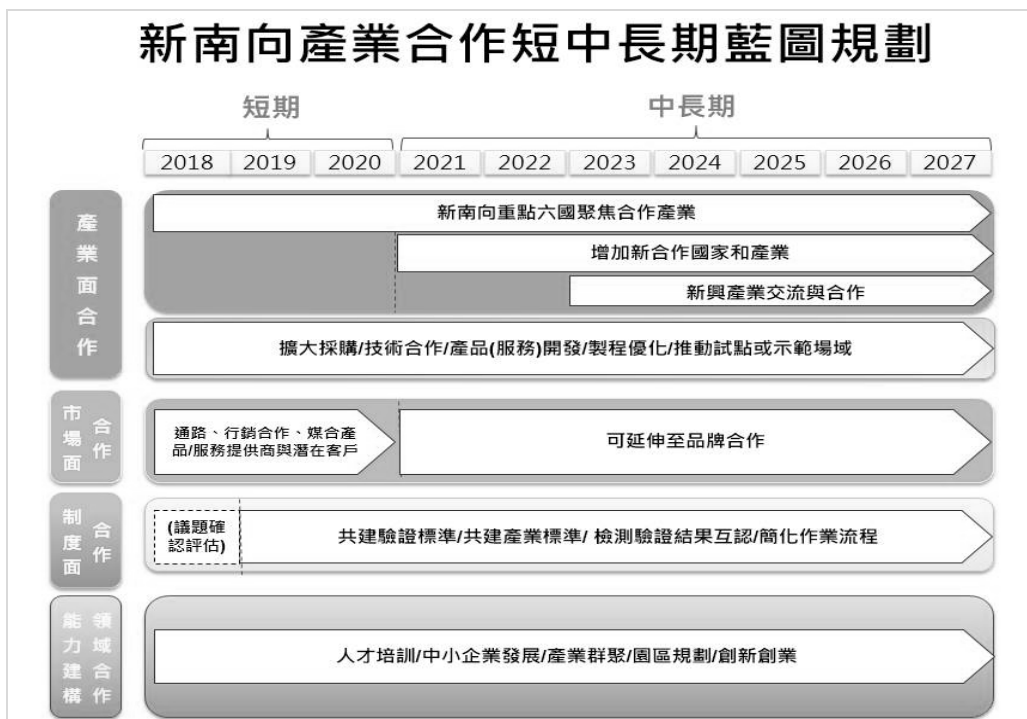 新南向產業合作短中長期藍圖規劃
短期
中長期
2018 2019 2020 2021 2022 2023 2024 2025 2026 2027
產業面合作
新南向重點六國聚焦合作產業
增加新合作國家和產業
新興產業交流與合作
擴大採購/技術合作/產品(服務)開發/製程優化/推動試點或示範場域
市場面合作
通路、行銷合作、媒合產
品/服務提供商與潛在客戶
可延伸至品牌合作
制度面合作
(議題確
認評估)
共建驗證標準/共建產業標準/ 檢測驗證結果互認/簡化作業流程
能力建構
領域合作
人才培訓/中小企業發展/產業群聚/園區規劃/創新創業